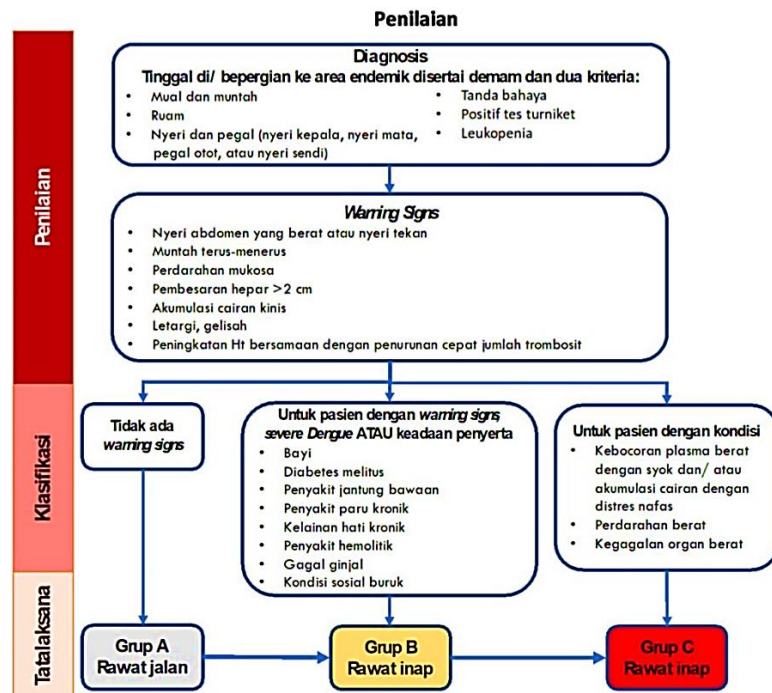 Penilaian
Penilaian
Diagnosis
Tinggal di/ bepergian ke area endemik disertai demam dan dua kriteria:
• Mual dan muntah
• Ruam
• Nyeri dan pegal (nyeri kepala, nyeri mata,
pegal otot, atau nyeri sendi)
• Tanda bahaya
• Positif tes turniket
• Leukopenia
Warning Signs
• Nyeri abdomen yang berat atau nyeri tekan
• Muntah terus-menerus
• Perdarahan mukosa
• Pembesaran hepar >2 cm
• Akumulasi cairan kinis
• Letargi, gelisah
• Peningkatan Ht bersamaan dengan penurunan cepat jumlah trombosit
Klasifikasi
Tidak ada
warning signs
Untuk pasien dengan warning signs,
severe Dengue ATAU keadaan penyerta
• Bayi
• Diabetes melitus
• Penyakit jantung bawaan
• Penyakit paru kronik
• Kelainan hati kronik
• Penyakit hemolitik
• Gagal ginjal
• Kondisi sosial buruk
Untuk pasien dengan kondisi
• Kebocoran plasma berat
dengan syok dan/ atau
akumulasi cairan dengan
distres nafas
• Perdarahan berat
• Kegagalan organ berat
Tatalaksana
Grup A
Rawat jalan
Grup B
Rawat inap
Grup C
Rawat inap